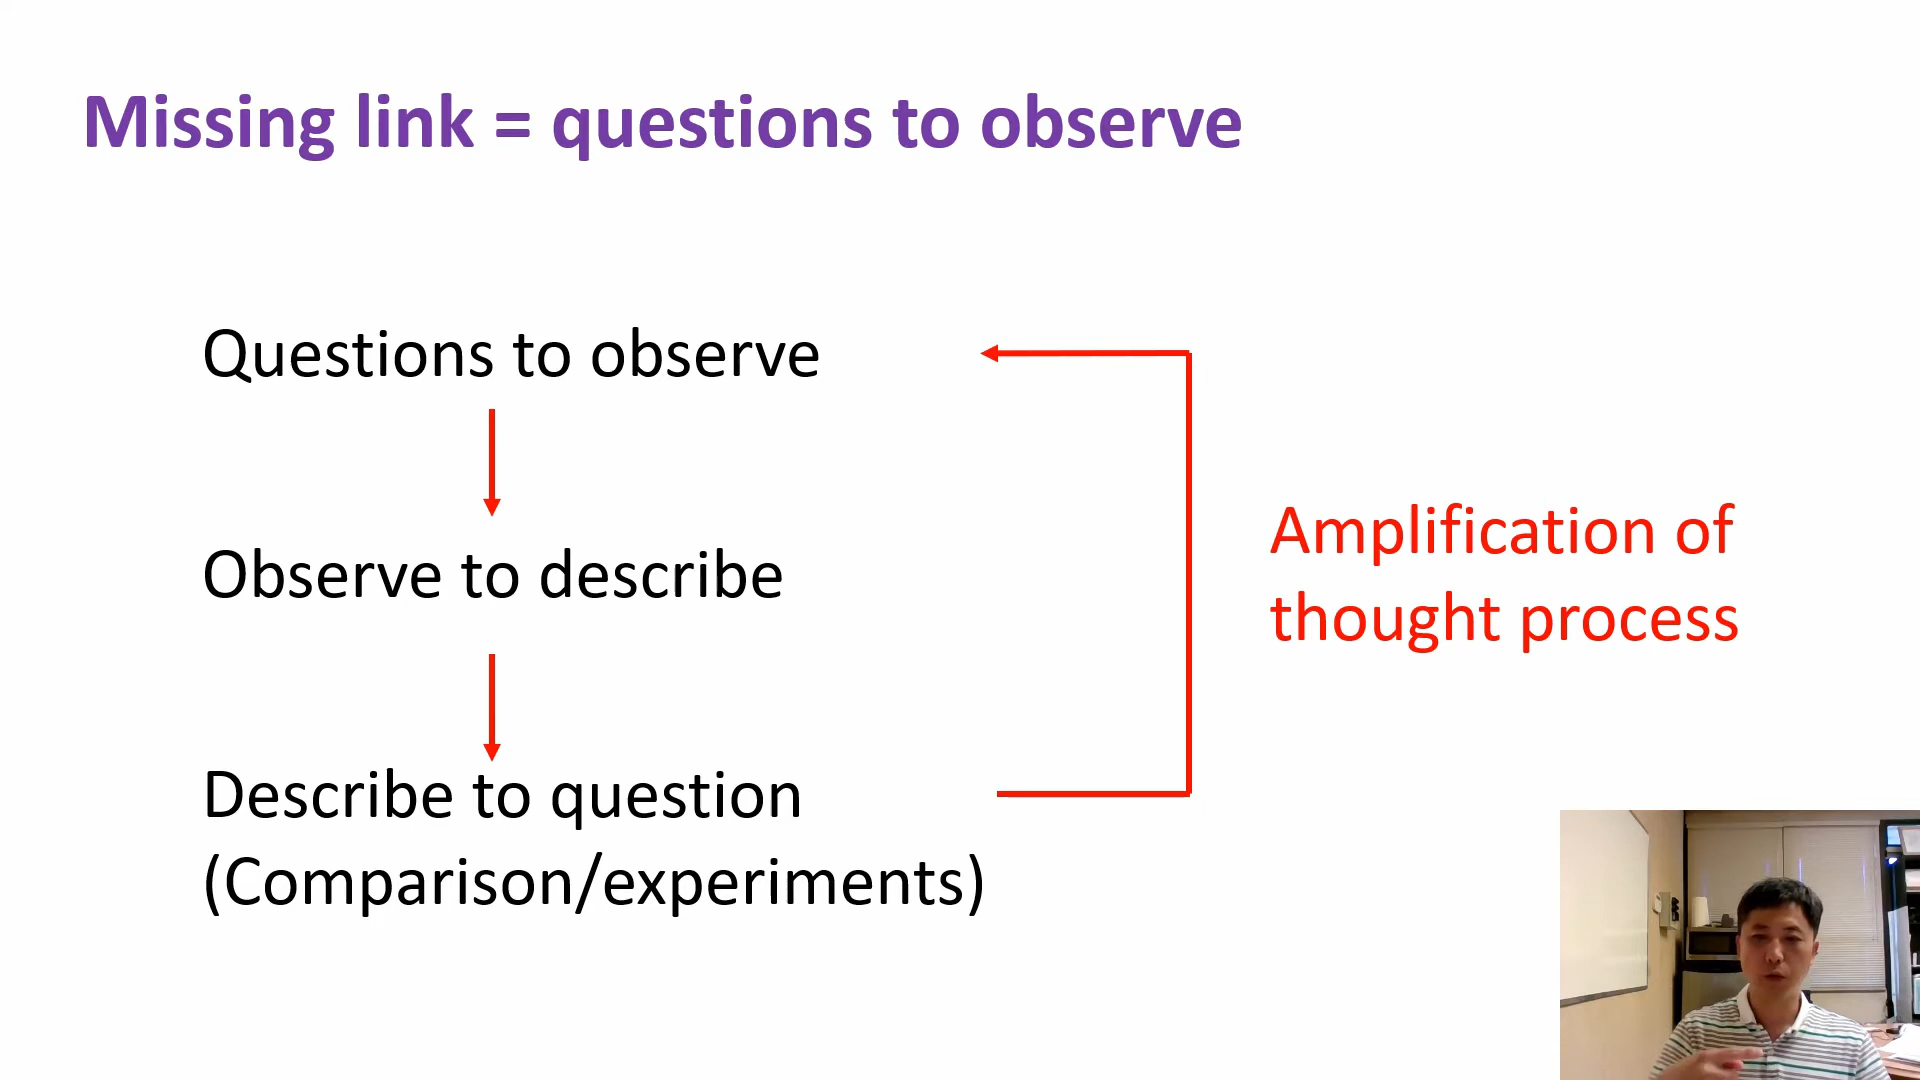 Missing link = questions to observe
Questions to observe
Observe to describe
Describe to question
(Comparison/experiments)
Amplification of
thought process